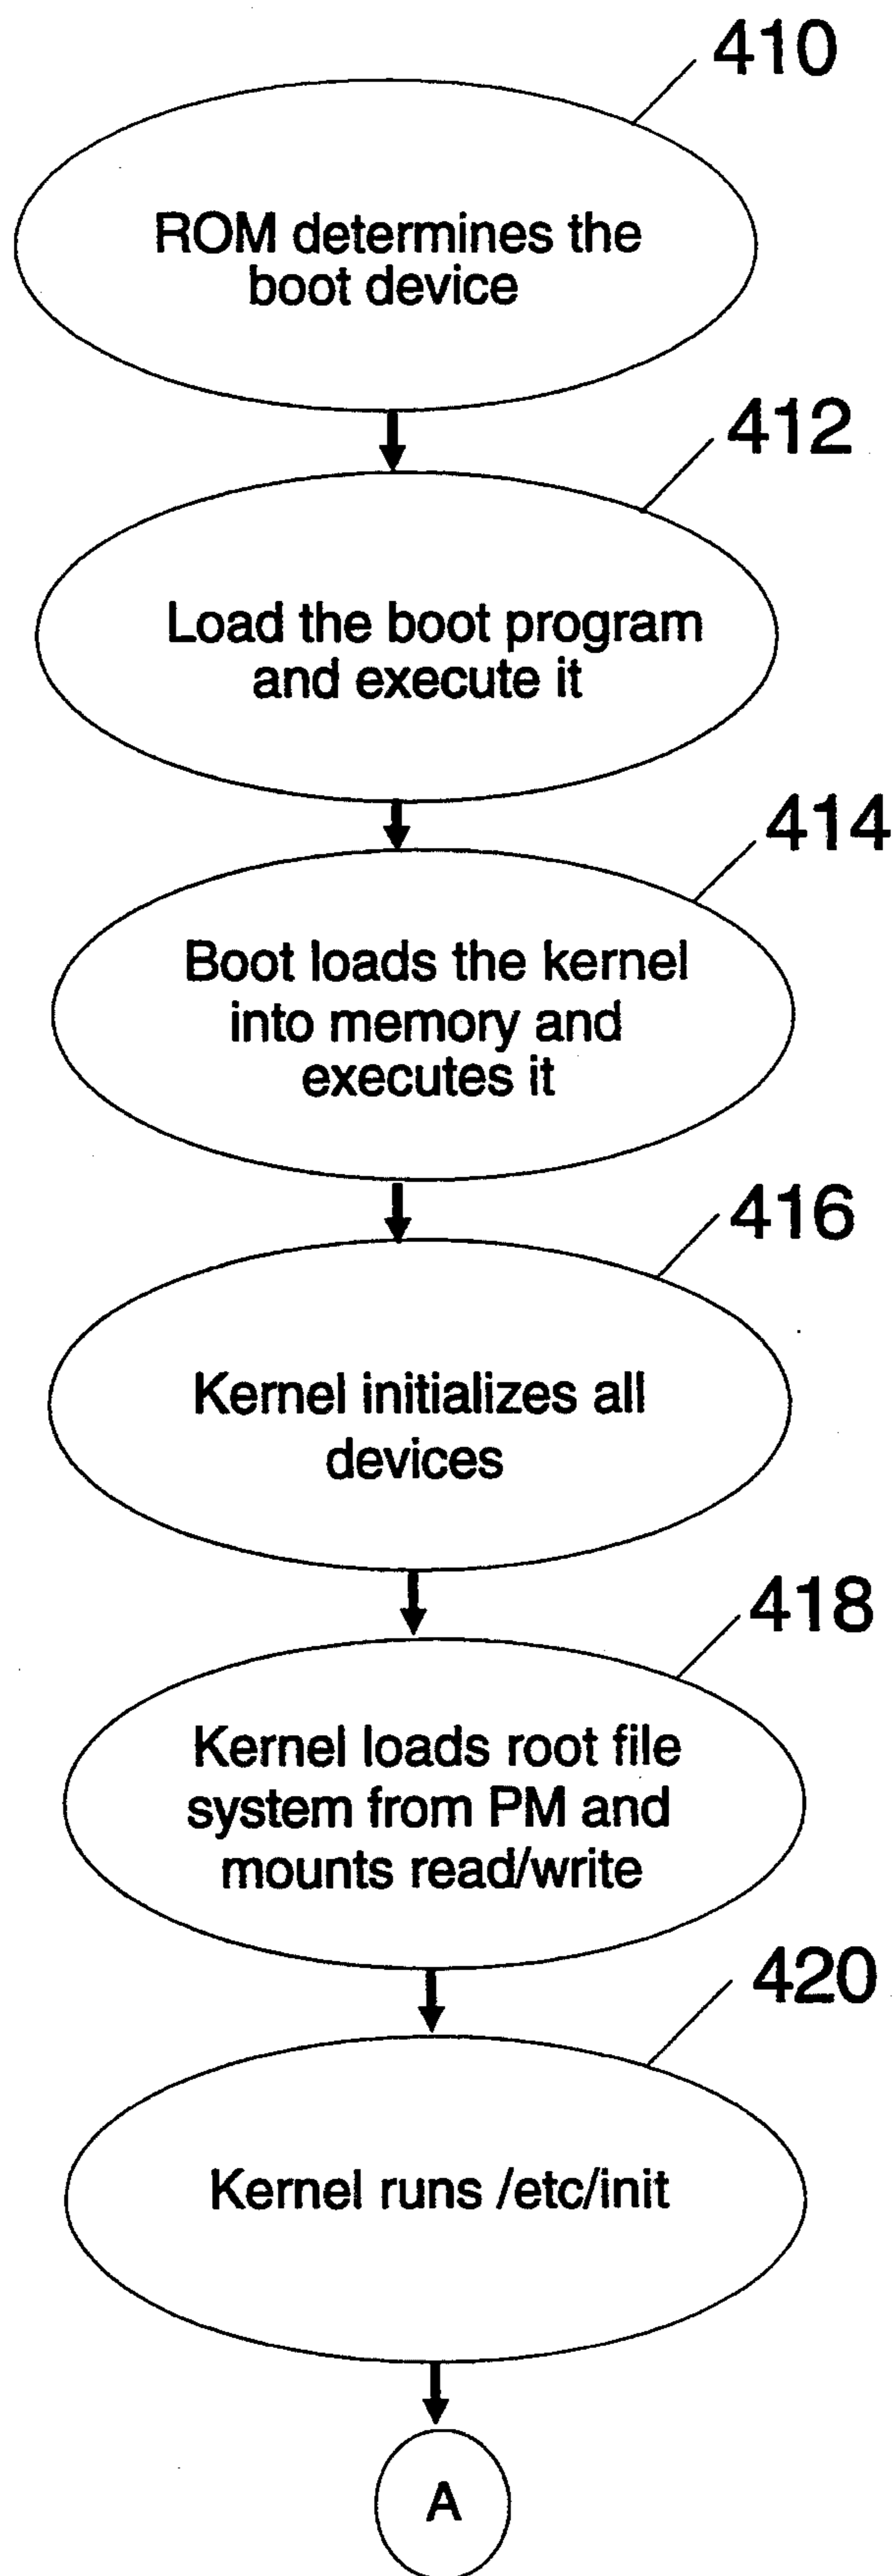 410
ROM determines the
boot device
412
Load the boot program
and execute it
414
Boot loads the kernel
into memory and
executes it
416
Kernel initializes all
devices
418
Kernel loads root file
system from PM and
mounts read/write
420
Kernel runs /etc/init
A